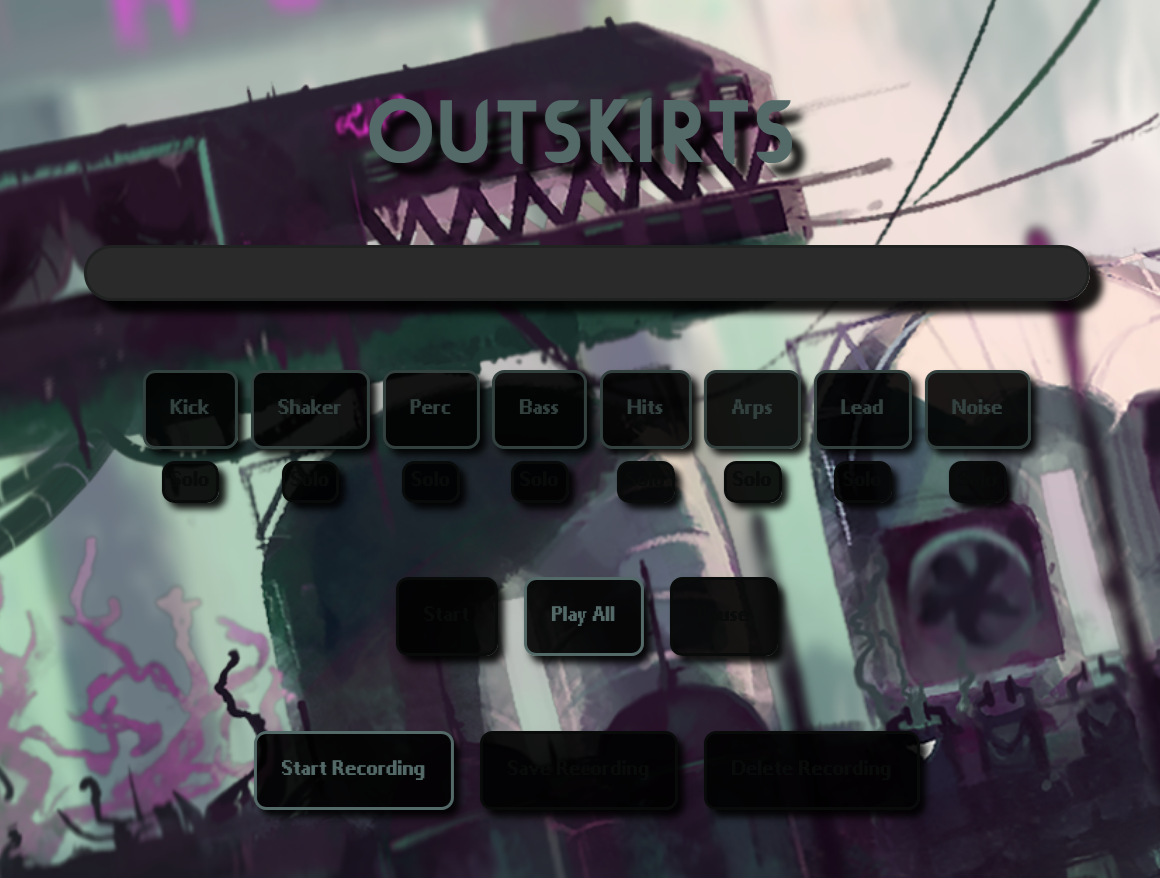 OUTSKIRTS
Kick Shaker Perc Bass Hits Arps Lead Noise
Solo Solo Solo Solo Solo Solo
Start Play All
Start Recording Save Recording Delete Recording